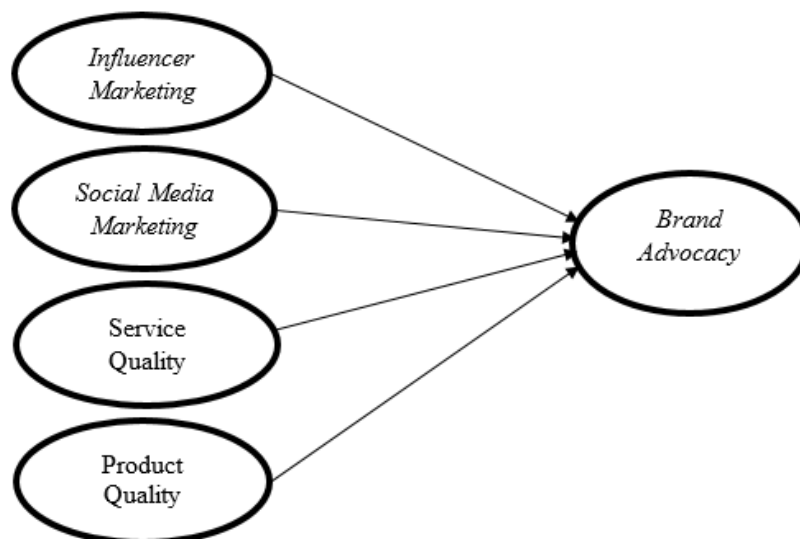 Influencer
Marketing
Social Media
Marketing
Service
Quality
Product
Quality
Brand
Advocacy